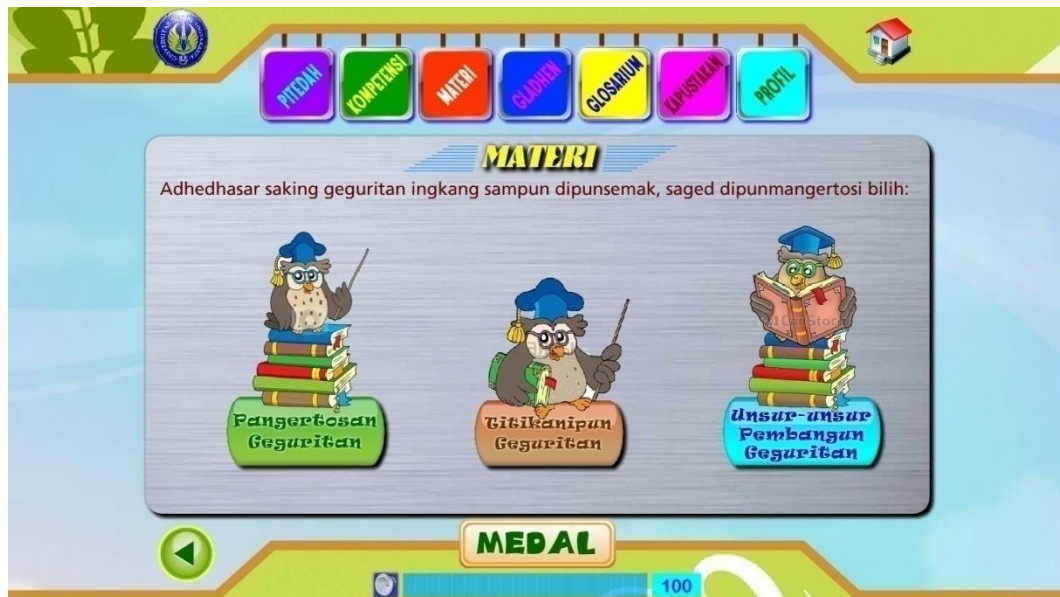 PITEDAH
KOMPETENSI
MATERI
GLADHEN
GLOSARIUM
KAPUSTAKAN
PROFIL
MATERI
Adhedhasar saking geguritan ingkang sampun dipunsemak, saged dipunmangertosi bilih:
Pangertosan
Geguritan
Titikanipun
Geguritan
Unsur-unsur
Pembangun
Geguritan
MEDAL
100